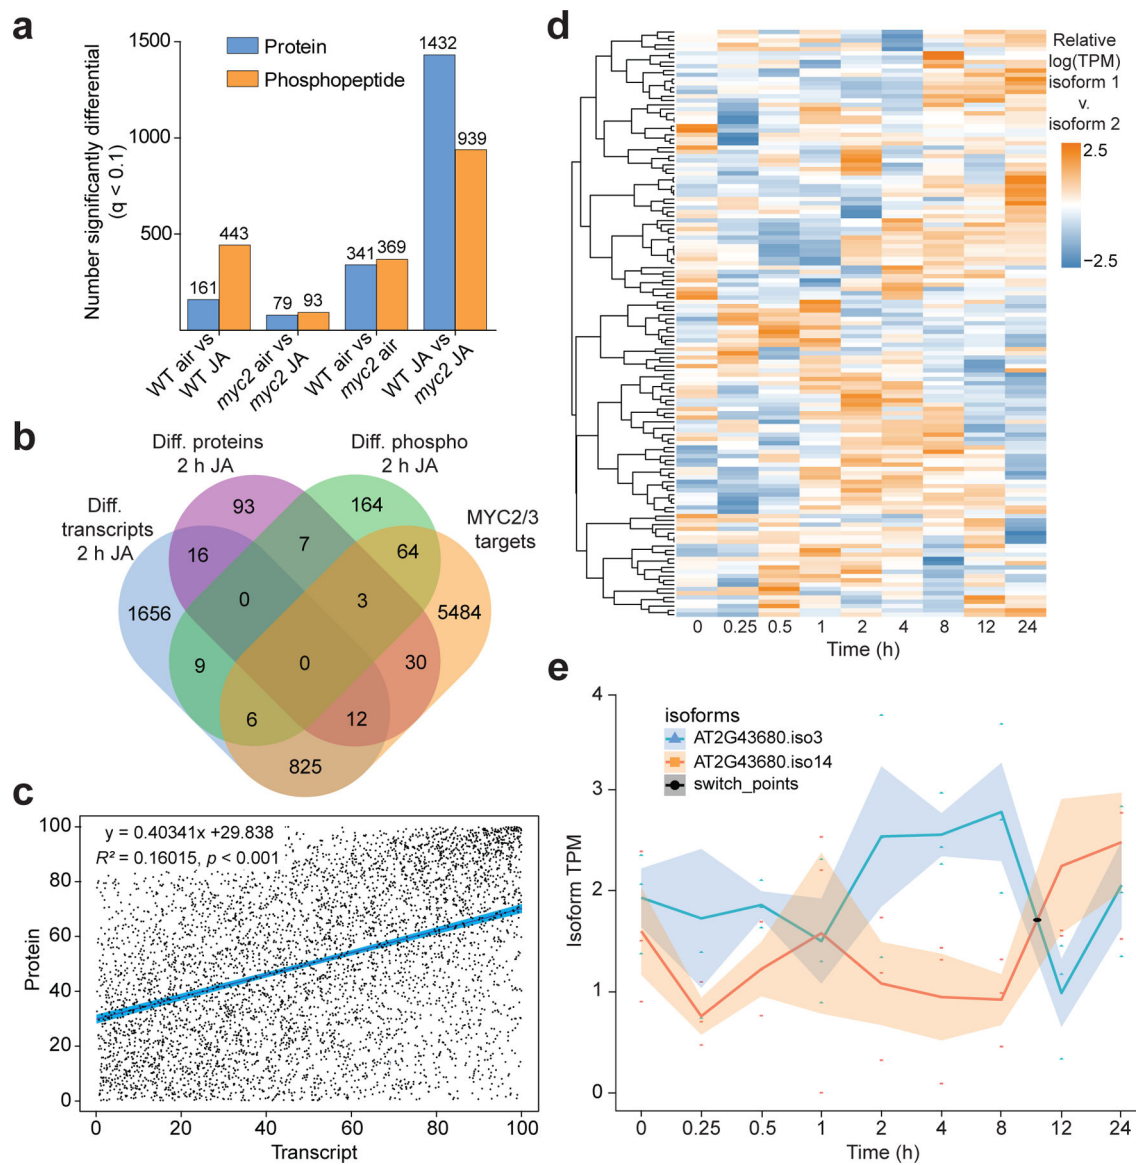 a
Number significantly differential
(q < 0.1)
1500
1000
500
Protein
Phosphopeptide
161
443
79
93
341
369
1432
939
WT air vs
WT JA
myc2 air vs
myc2 JA
WT air vs
myc2 air
WT JA vs
myc2 JA
b
Diff. proteins
2 h JA
Diff. phospho
2 h JA
Diff.
transcripts
2 h JA
MYC2/3
targets
93
164
16
7
64
1656
0
3
5484
9
0
30
6
12
825
c
y = 0.40341x +29.838
R² = 0.16015, p < 0.001
Protein
100
80
60
40
20
0
0
20
40
60
80
100
Transcript
d
Relative
log(TPM)
isoform 1
v.
isoform 2
2.5
−2.5
0
0.25
0.5
1
2
4
8
12
24
Time (h)
e
isoforms
AT2G43680.iso3
AT2G43680.iso14
switch_points
Isoform TPM
4
3
2
1
0
0
0.25
0.5
1
2
4
8
12
24
Time (h)